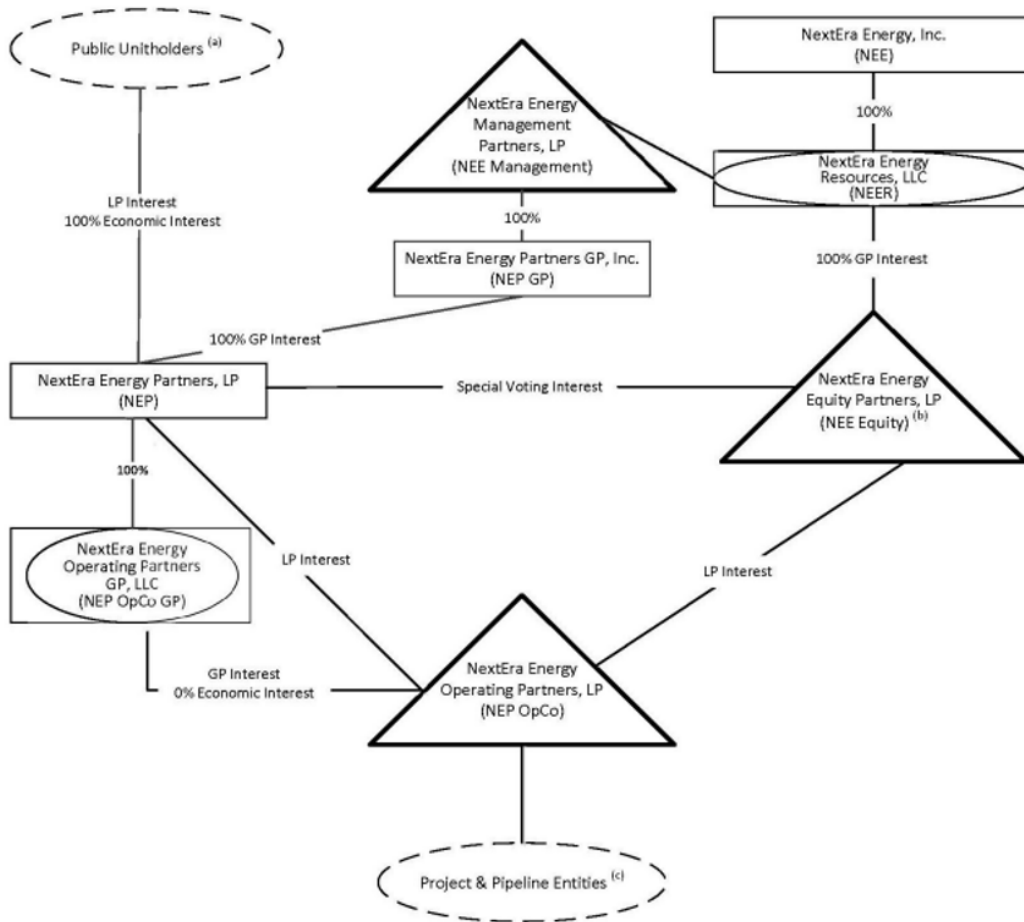 Public Unitholders (a)
NextEra Energy, Inc.
(NEE)
NextEra Energy
Management
Partners, LP
(NEE Management)
100%
NextEra Energy
Resources, LLC
(NEER)
LP Interest
100% Economic Interest
100%
NextEra Energy Partners GP, Inc.
(NEP GP)
100% GP Interest
100% GP Interest
NextEra Energy Partners, LP
(NEP)
Special Voting Interest
NextEra Energy
Equity Partners, LP
(NEE Equity) (b)
100%
NextEra Energy
Operating Partners
GP, LLC
(NEP OpCo GP)
LP Interest
LP Interest
GP Interest
0% Economic Interest
NextEra Energy
Operating Partners, LP
(NEP OpCo)
Project & Pipeline Entities (c)